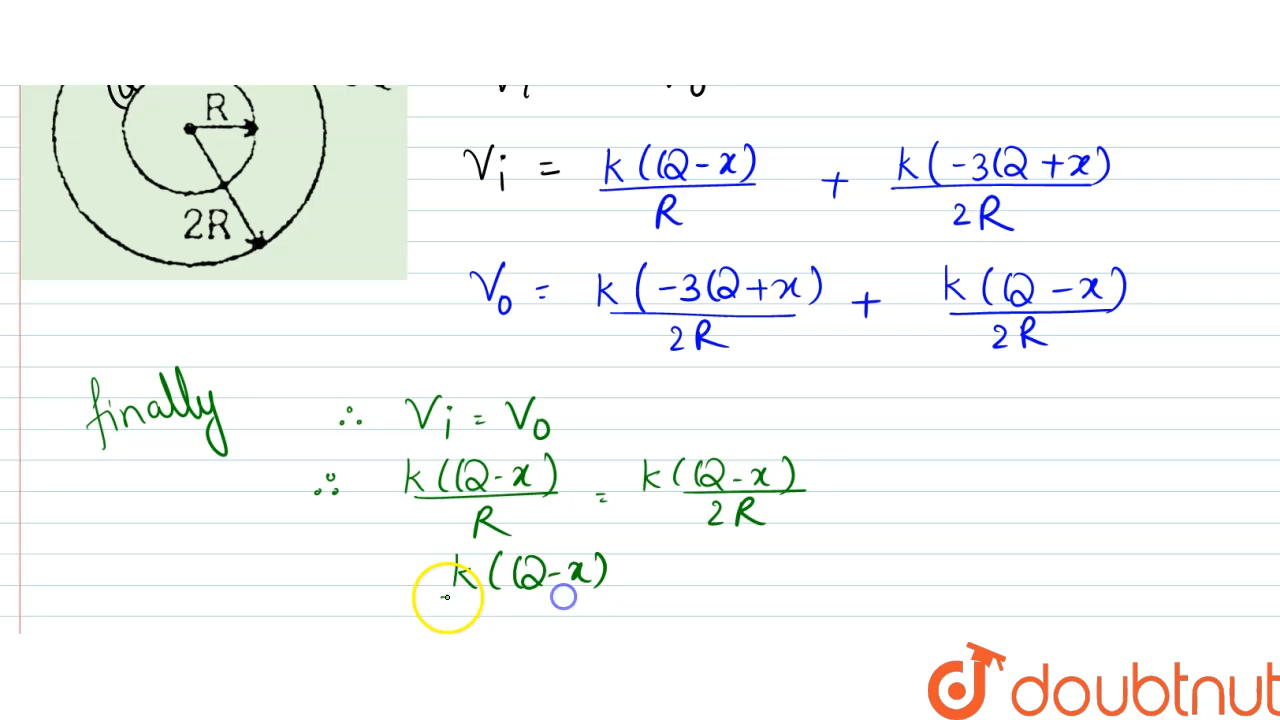 R
2R
Vi = k(Q-x)/R + k(-3Q+x)/2R
V0 = k(-3Q+x)/2R + k(Q-x)/2R
finally ∴ Vi = V0
∴ k(Q-x)/R = k(Q-x)/2R
k(Q-x)
doubtnut